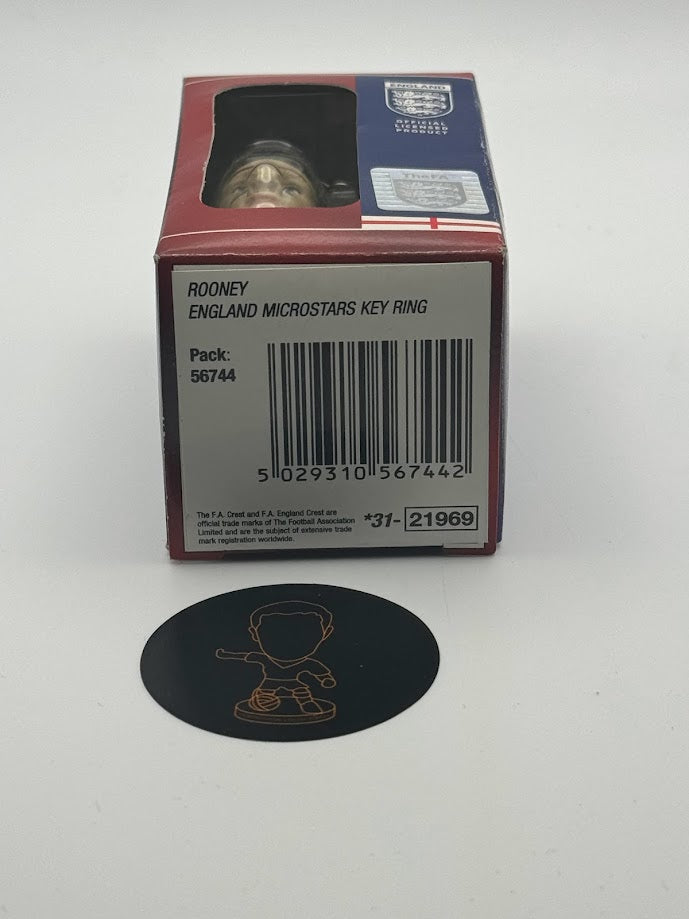 ENGLAND
OFFICIAL
LICENSED
PRODUCT
TheFA
ROONEY
ENGLAND MICROSTARS KEY RING
Pack:
56744
5 029310 567442
The F.A. Crest and F.A. England Crest are
official trade marks of The Football Association
Limited and are the subject of extensive trade
mark registration worldwide.
*31- 21969